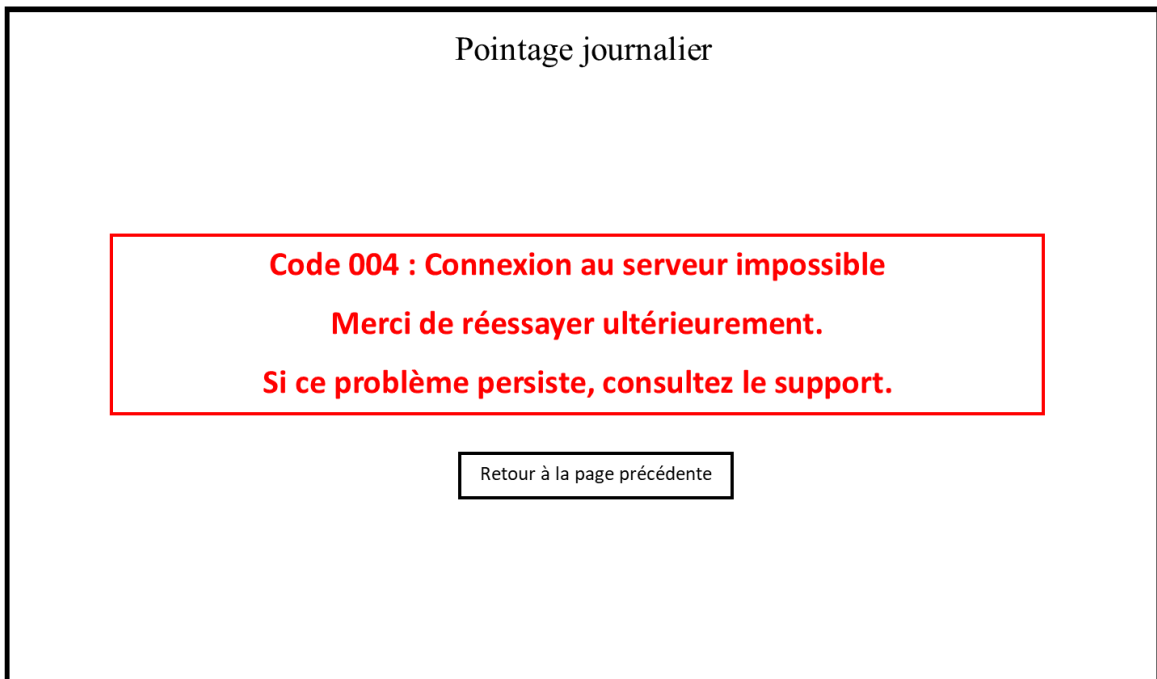 Pointage journalier
Code 004 : Connexion au serveur impossible
Merci de réessayer ultérieurement.
Si ce problème persiste, consultez le support.
Retour à la page précédente